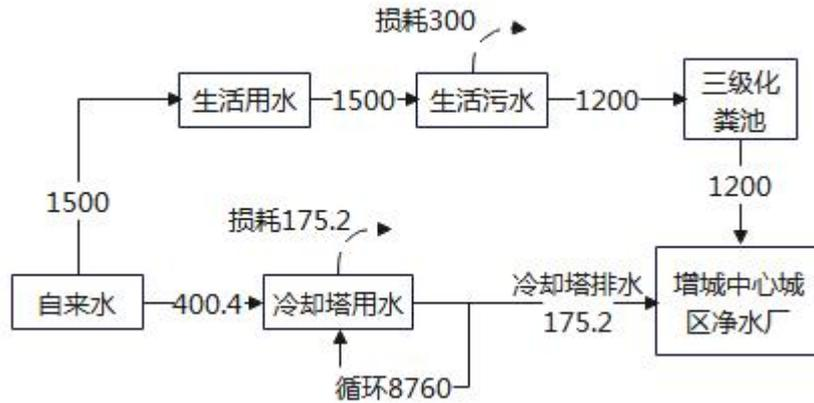 损耗300
生活用水
1500
生活污水
1200
三级化
粪池
1500
1200
损耗175.2
自来水
400.4
冷却塔用水
冷却塔排水
175.2
增城中心城
区净水厂
循环8760